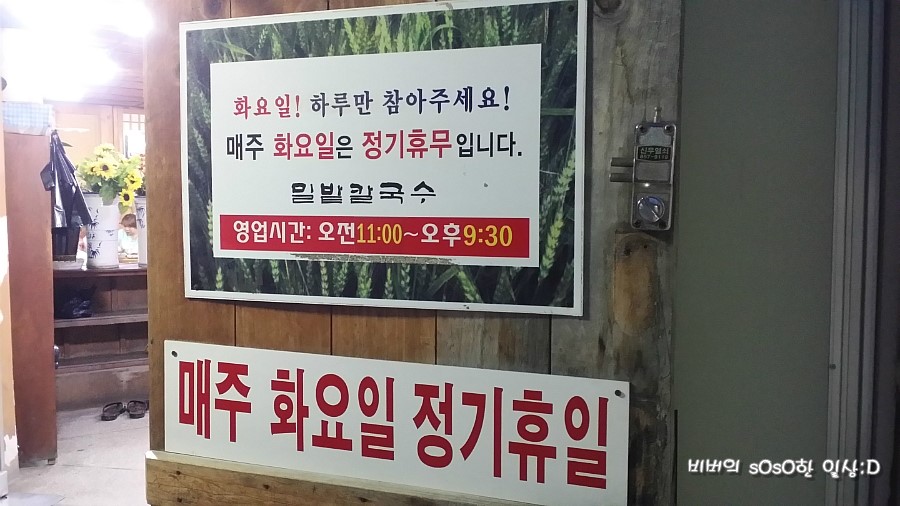 화요일! 하루만 참아주세요!
매주 화요일은 정기휴무입니다.
밀밭칼국수
영업시간: 오전11:00~오후9:30
매주 화요일 정기휴일
비버의 sOsO한 일상:D